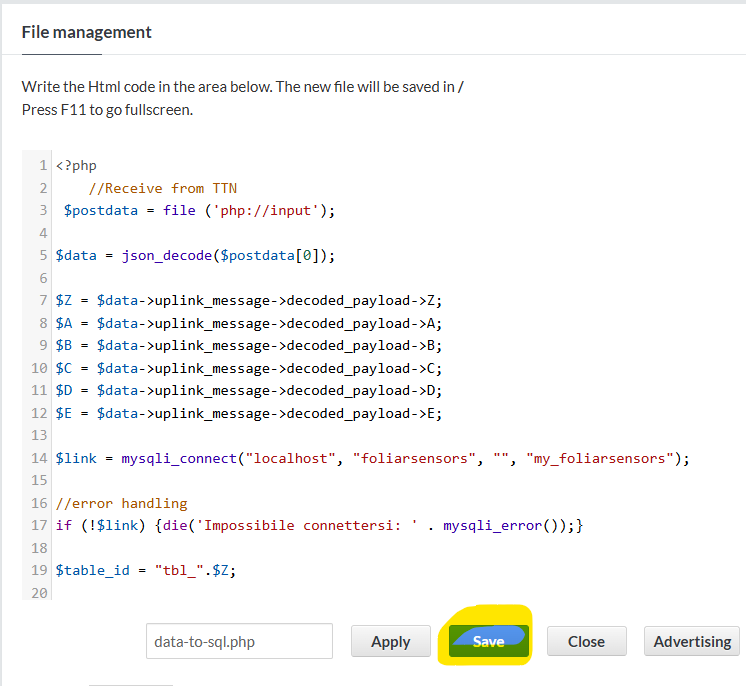 File management
Write the Html code in the area below. The new file will be saved in /
Press F11 to go fullscreen.
1 <?php
2 //Receive from TTN
3 $postdata = file ('php://input');
4
5 $data = json_decode($postdata[0]);
6
7 $Z = $data->uplink_message->decoded_payload->Z;
8 $A = $data->uplink_message->decoded_payload->A;
9 $B = $data->uplink_message->decoded_payload->B;
10 $C = $data->uplink_message->decoded_payload->C;
11 $D = $data->uplink_message->decoded_payload->D;
12 $E = $data->uplink_message->decoded_payload->E;
13
14 $link = mysqli_connect("localhost", "foliarsensors", "", "my_foliarsensors");
15
16 //error handling
17 if (!$link) {die('Impossibile connettersi: ' . mysqli_error());}
18
19 $table_id = "tbl_".$Z;
20
data-to-sql.php Apply Save Close Advertising